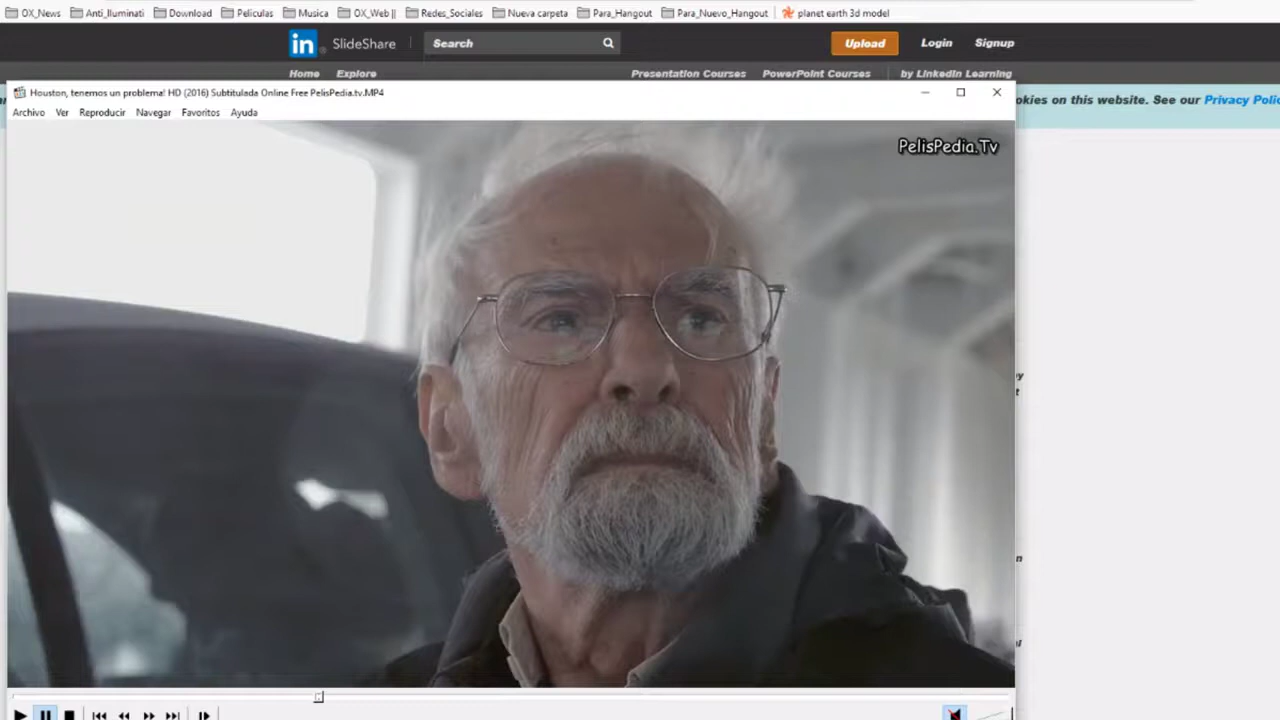 OX_News Anti_Iluminati Download Peliculas Musica OX_Web || Redes_Sociales Nueva carpeta Para_Hangout Para_Nuevo_Hangout planet earth 3d model
in SlideShare Search Upload Login Signup
Home Explore Presentation Courses PowerPoint Courses by LinkedIn Learning
Houston, tenemos un problema! HD (2016) Subtitulada Online Free PelisPedia.tv.MP4
okies on this website. See our Privacy Polic
Archivo Ver Reproducir Navegar Favoritos Ayuda
PelisPedia.Tv